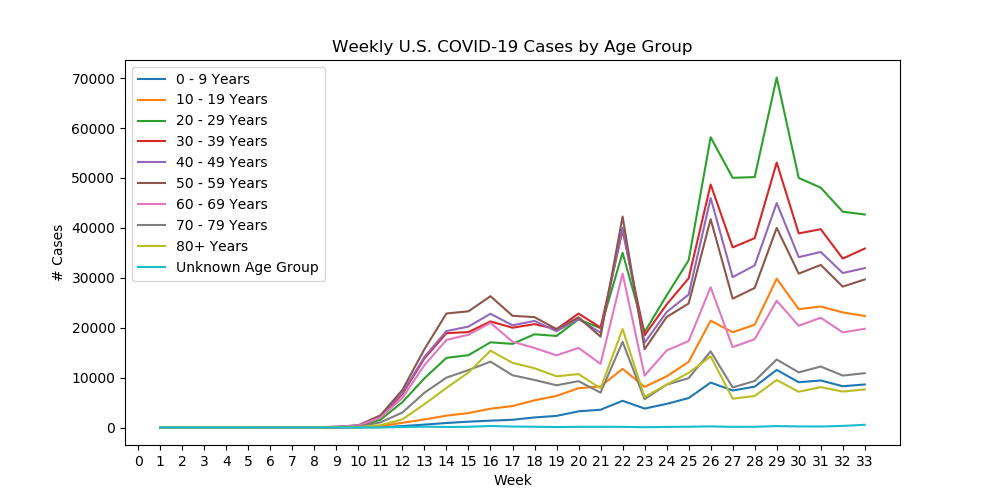 Weekly U.S. COVID-19 Cases by Age Group
70000
60000
50000
40000
30000
20000
10000
0
# Cases
0 - 9 Years
10 - 19 Years
20 - 29 Years
30 - 39 Years
40 - 49 Years
50 - 59 Years
60 - 69 Years
70 - 79 Years
80+ Years
Unknown Age Group
0 1 2 3 4 5 6 7 8 9 10 11 12 13 14 15 16 17 18 19 20 21 22 23 24 25 26 27 28 29 30 31 32 33
Week